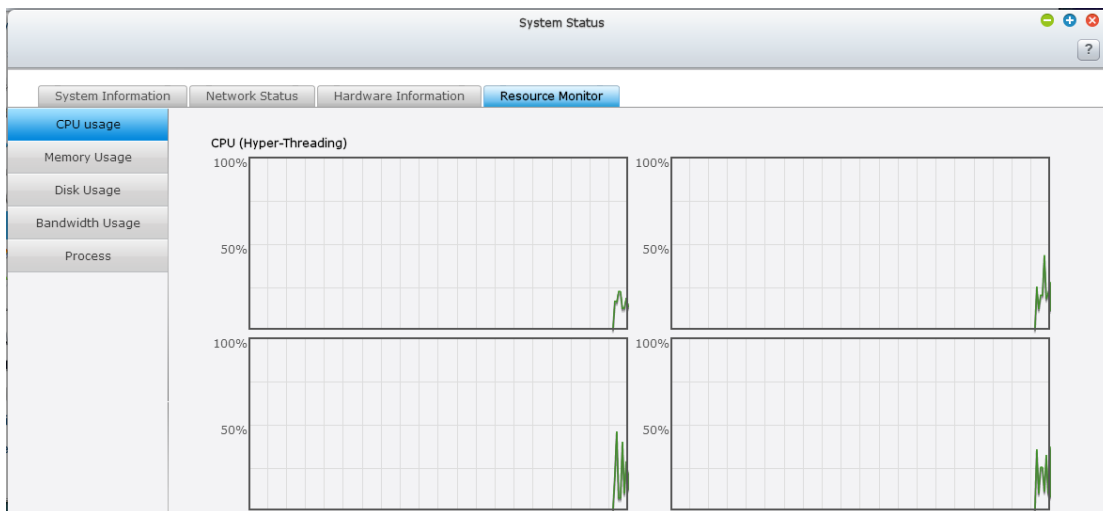 System Status
?
System Information Network Status Hardware Information Resource Monitor
CPU usage
Memory Usage
Disk Usage
Bandwidth Usage
Process
CPU (Hyper-Threading)
100% 100%
50% 50%
100% 100%
50% 50%